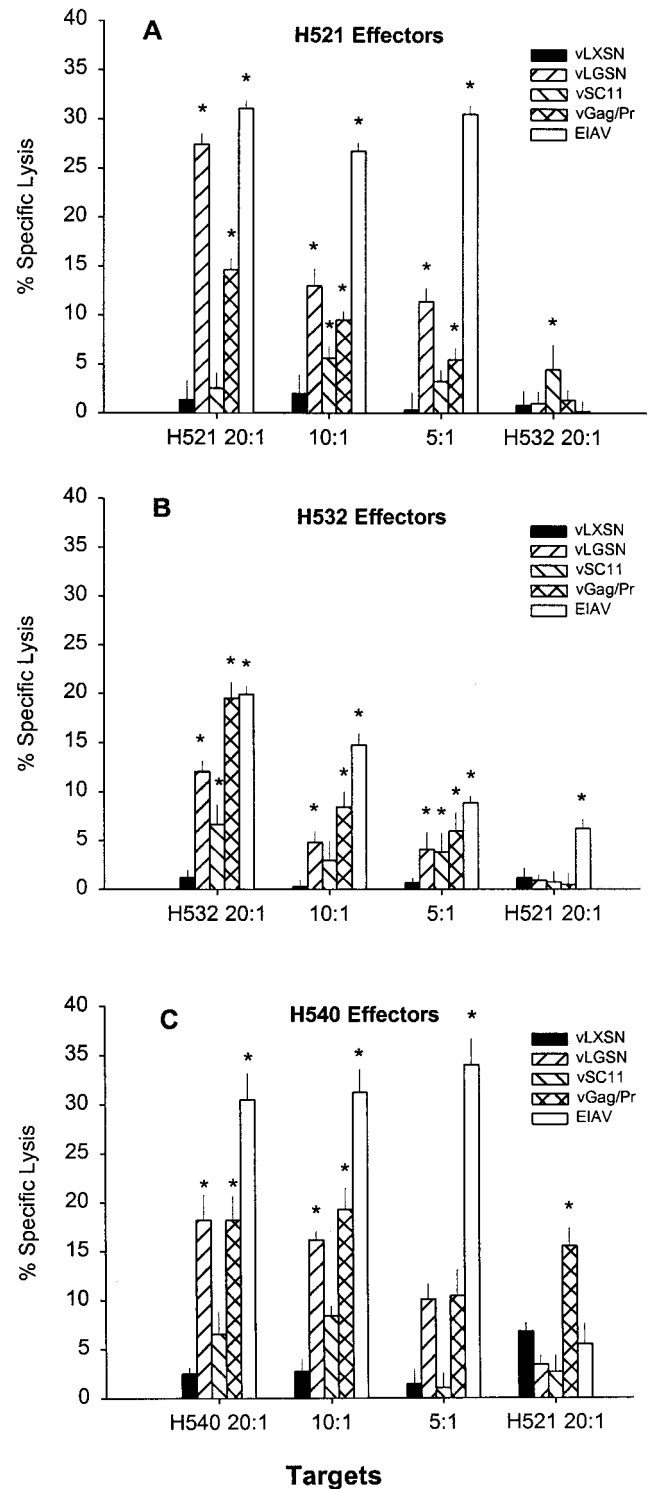 A
H521 Effectors
40
35
30
25
20
15
10
5
0
% Specific Lysis
vLXSN
vLGSN
vSC11
vGag/Pr
EIAV
* * * * * * * * * * *
H521 20:1 10:1 5:1 H532 20:1
B
H532 Effectors
40
35
30
25
20
15
10
5
0
% Specific Lysis
vLXSN
vLGSN
vSC11
vGag/Pr
EIAV
* * * * * * * * * * * *
H532 20:1 10:1 5:1 H521 20:1
C
H540 Effectors
40
35
30
25
20
15
10
5
0
% Specific Lysis
vLXSN
vLGSN
vSC11
vGag/Pr
EIAV
* * * * * * * *
H540 20:1 10:1 5:1 H521 20:1
Targets